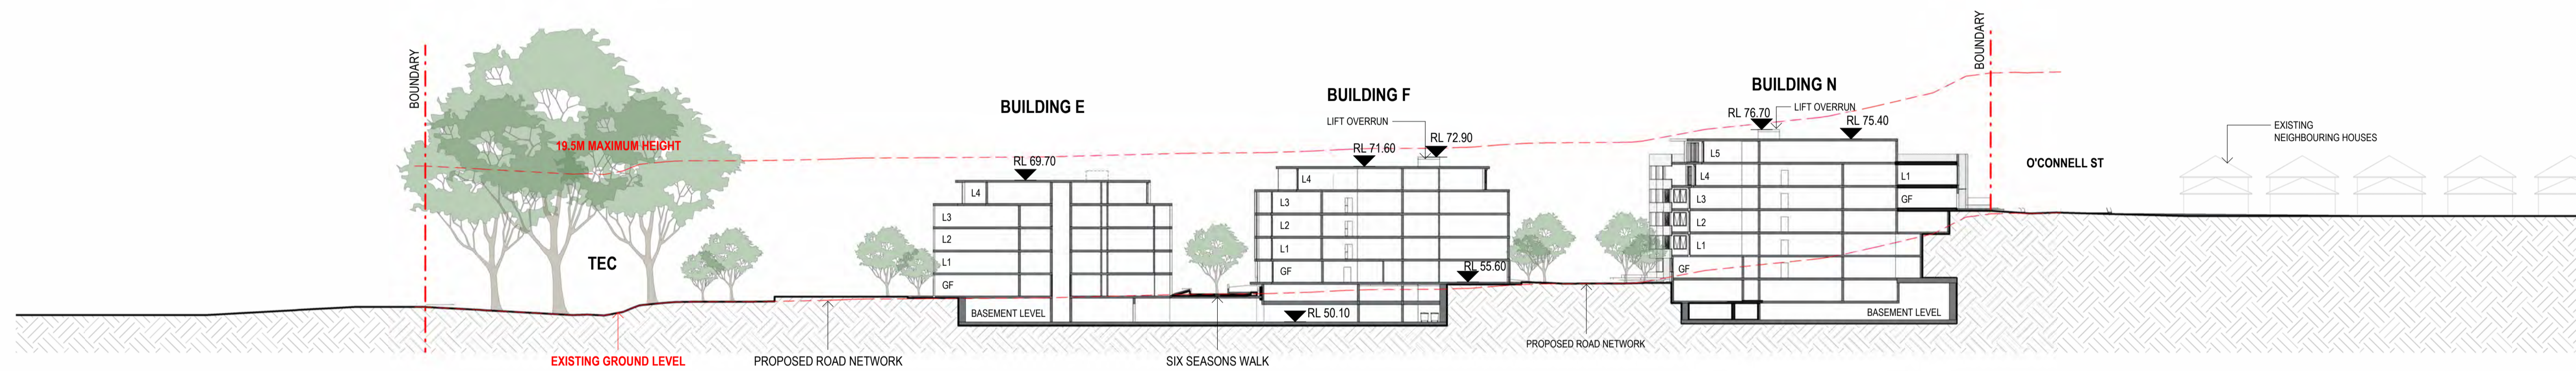 BOUNDARY
19.5M MAXIMUM HEIGHT
TEC
EXISTING GROUND LEVEL
PROPOSED ROAD NETWORK
BUILDING E
RL 69.70
L4
L3
L2
L1
GF
BASEMENT LEVEL
SIX SEASONS WALK
BUILDING F
LIFT OVERRUN
RL 72.90
RL 71.60
L4
L3
L2
L1
GF
RL 55.60
RL 50.10
PROPOSED ROAD NETWORK
BUILDING N
RL 76.70
LIFT OVERRUN
RL 75.40
L5
L4
L3
L2
L1
GF
L1
GF
BASEMENT LEVEL
BOUNDARY
O'CONNELL ST
EXISTING
NEIGHBOURING HOUSES